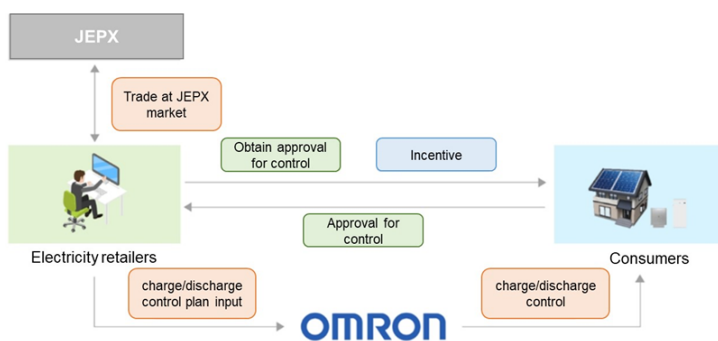 JEPX
Trade at JEPX
market
Obtain approval
for control
Incentive
Approval for
control
Electricity retailers
Consumers
charge/discharge
control plan input
OMRON
charge/discharge
control